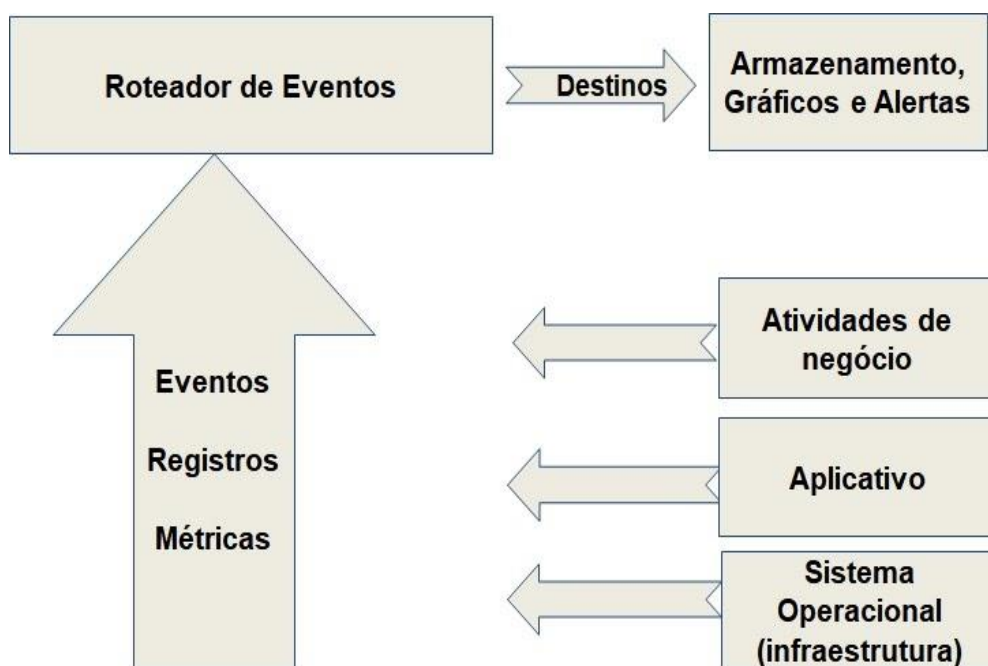 Roteador de Eventos
Destinos
Armazenamento,
Gráficos e Alertas
Eventos
Registros
Métricas
Atividades de
negócio
Aplicativo
Sistema
Operacional
(infraestrutura)